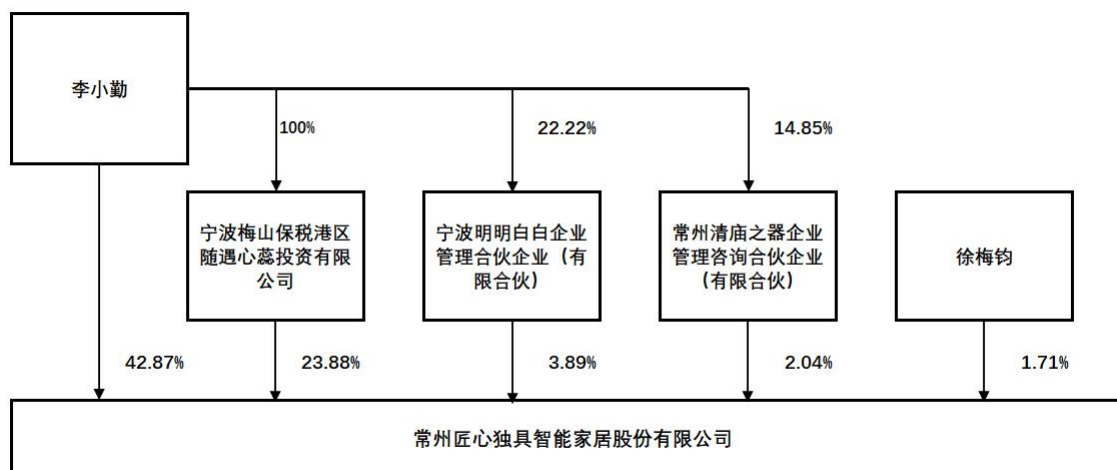 李小勤
100%
22.22%
14.85%
宁波梅山保税港区
随遇心蕊投资有限
公司
宁波明明白白企业
管理合伙企业（有
限合伙）
常州清庙之器企业
管理咨询合伙企业
（有限合伙）
徐梅钧
42.87%
23.88%
3.89%
2.04%
1.71%
常州匠心独具智能家居股份有限公司